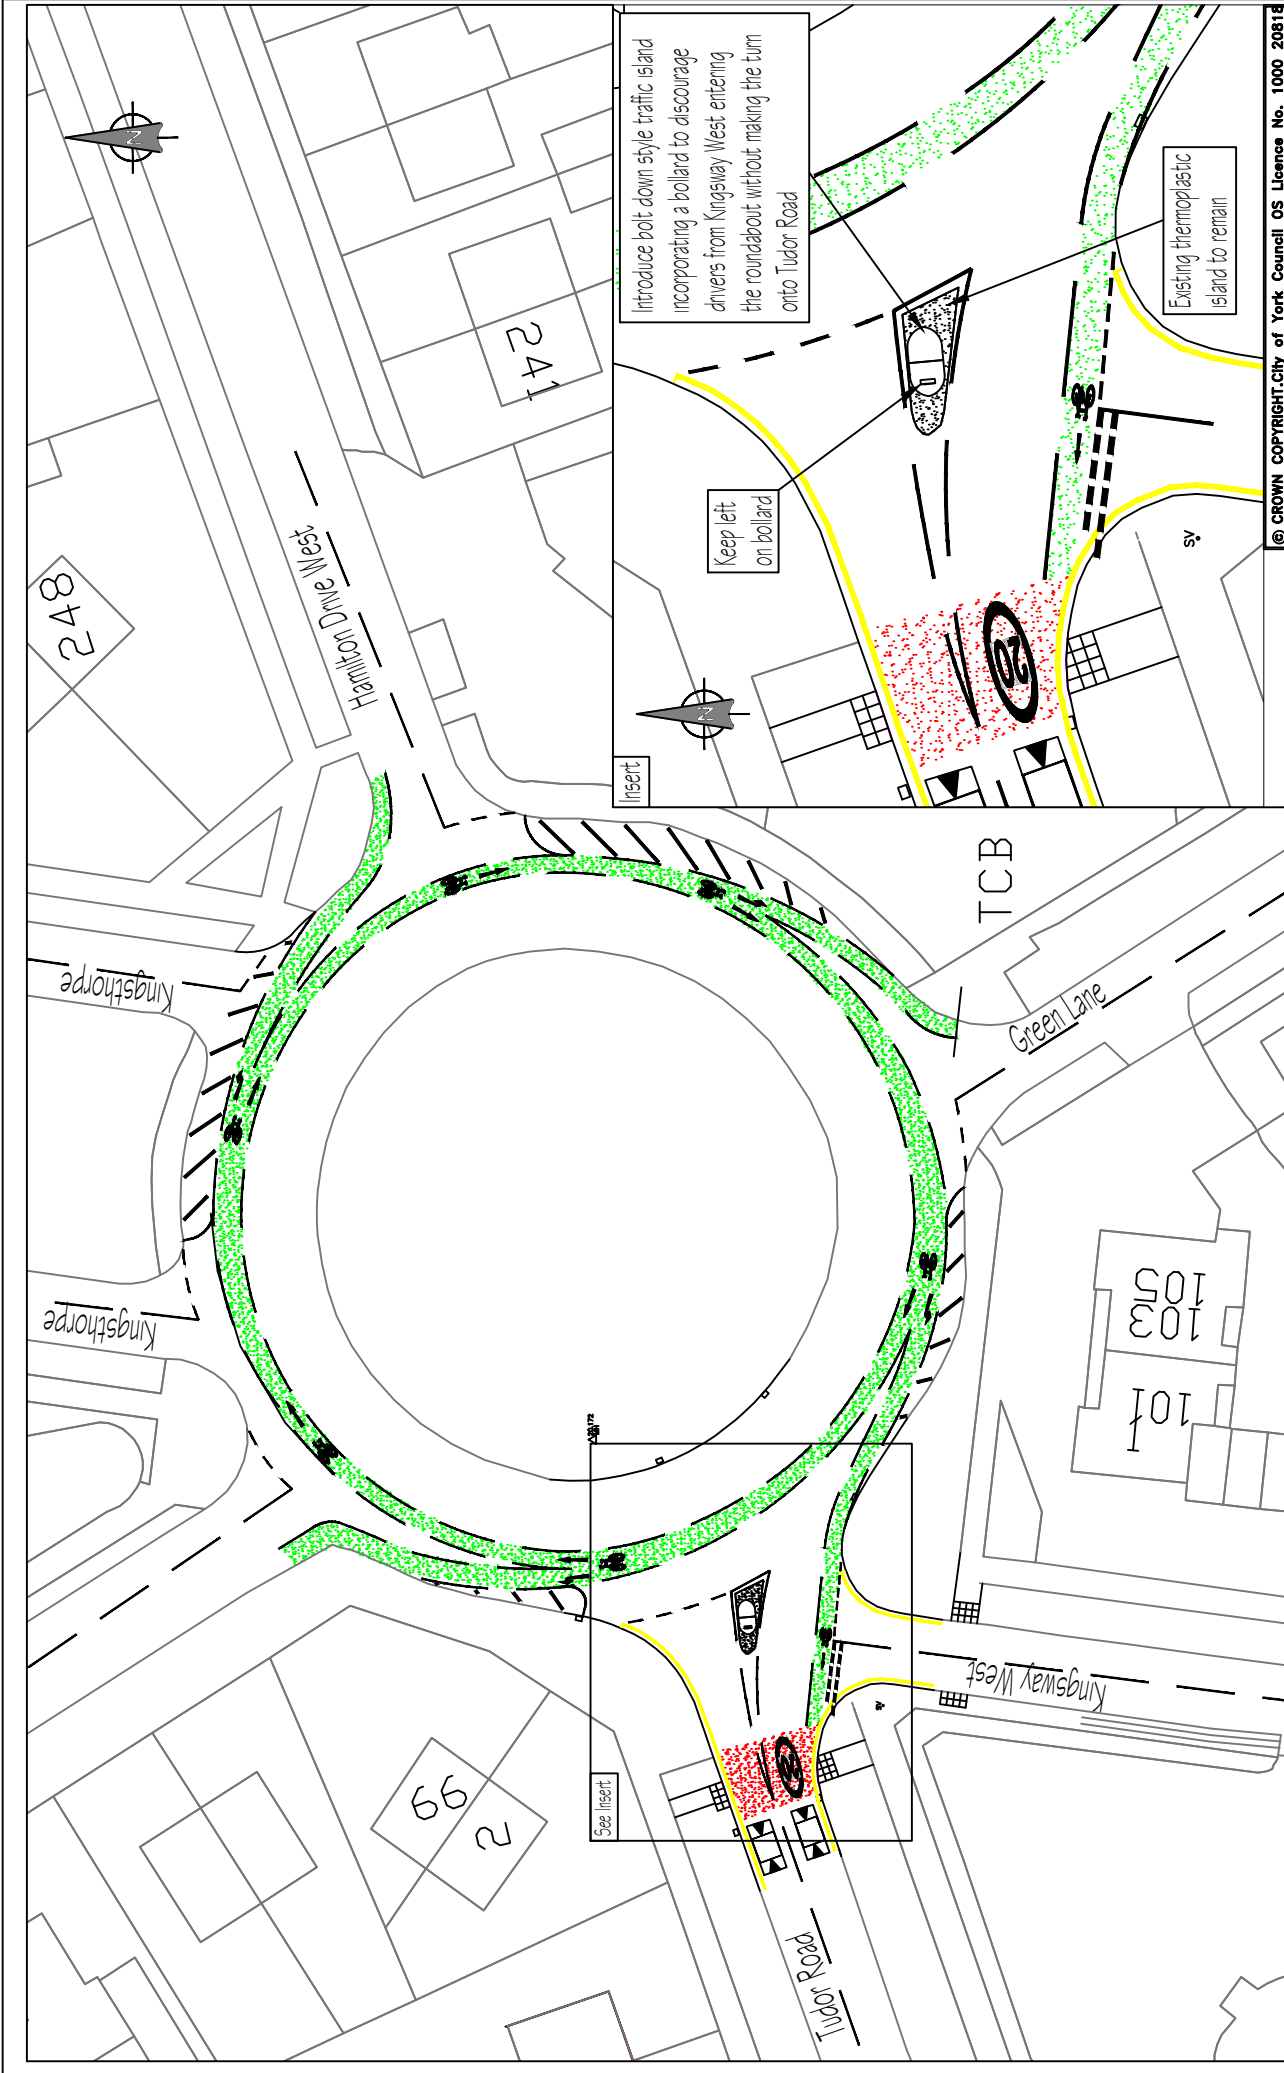 N
248
241
Hamilton Drive West
Kingsthorpe
Kingsthorpe
TCB
Green Lane
105
103
101
66
2
Kingsway West
SV
See Insert
Tudor Road
Introduce bolt down style traffic island
incorporating a bollard to discourage
drivers from Kingsway West entering
the roundabout without making the turn
onto Tudor Road
Keep left
on bollard
Existing thermoplastic
island to remain
20
SV
N
Insert
© CROWN COPYRIGHT.City of York Council OS Licence No. 1000 20818